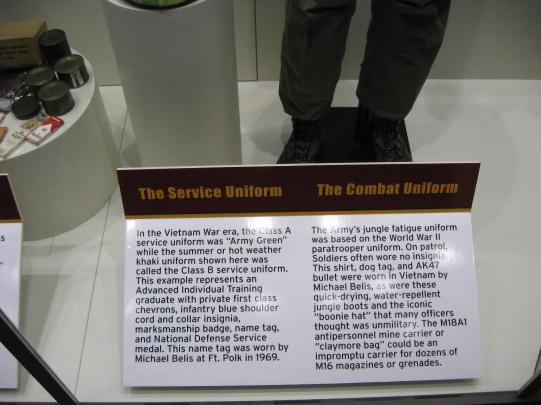 The Service Uniform
In the Vietnam War era, the Class A
service uniform was "Army Green"
while the summer or hot weather
khaki uniform shown here was
called the Class B service uniform.
This example represents an
Advanced Individual Training
graduate with private first class
chevrons, infantry blue shoulder
cord and collar insignia,
marksmanship badge, name tag,
and National Defense Service
medal. This name tag was worn by
Michael Belis at Ft. Polk in 1969.
The Combat Uniform
The Army's jungle fatigue uniform
was based on the World War II
paratrooper uniform. On patrol,
Soldiers often wore no insignia.
This shirt, dog tag, and AK47
bullet were worn in Vietnam by
Michael Belis, as were these
quick-drying, water-repellent
jungle boots and the iconic
"boonie hat" that many officers
thought was unmilitary. The M18A1
antipersonnel mine carrier or
"claymore bag" could be an
impromptu carrier for dozens of
M16 magazines or grenades.